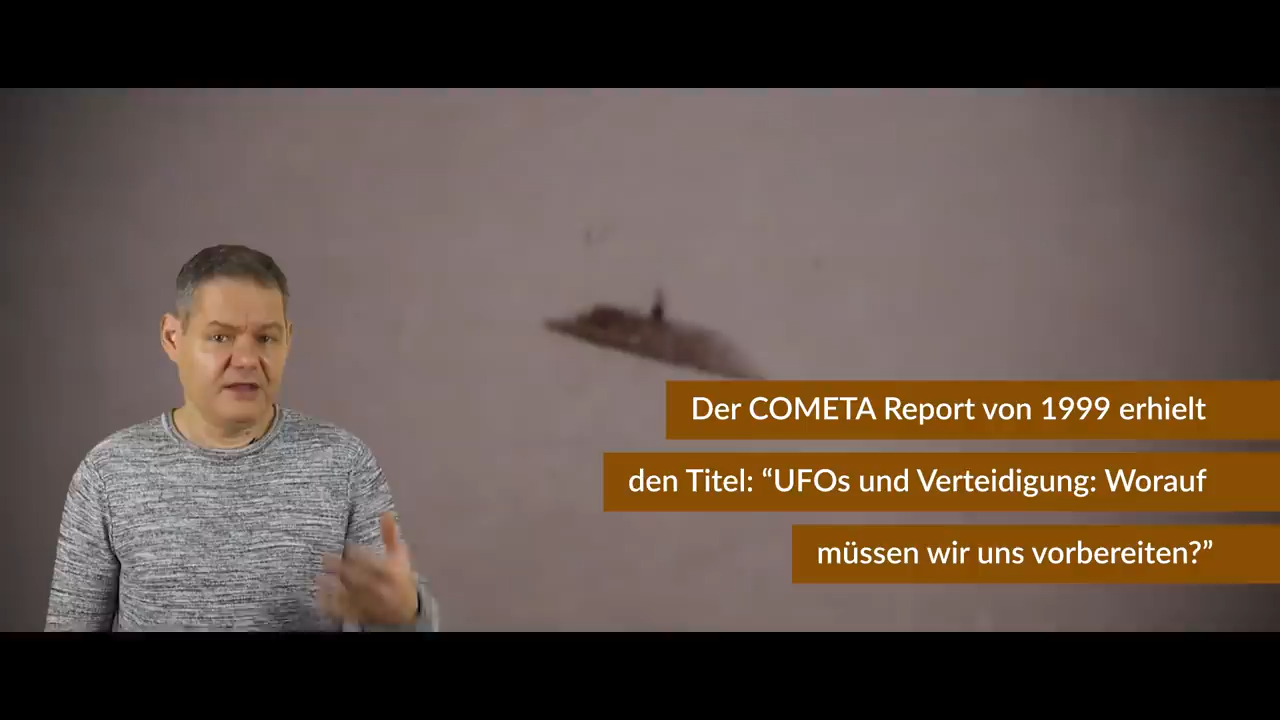 Der COMETA Report von 1999 erhielt
den Titel: “UFOs und Verteidigung: Worauf
müssen wir uns vorbereiten?”